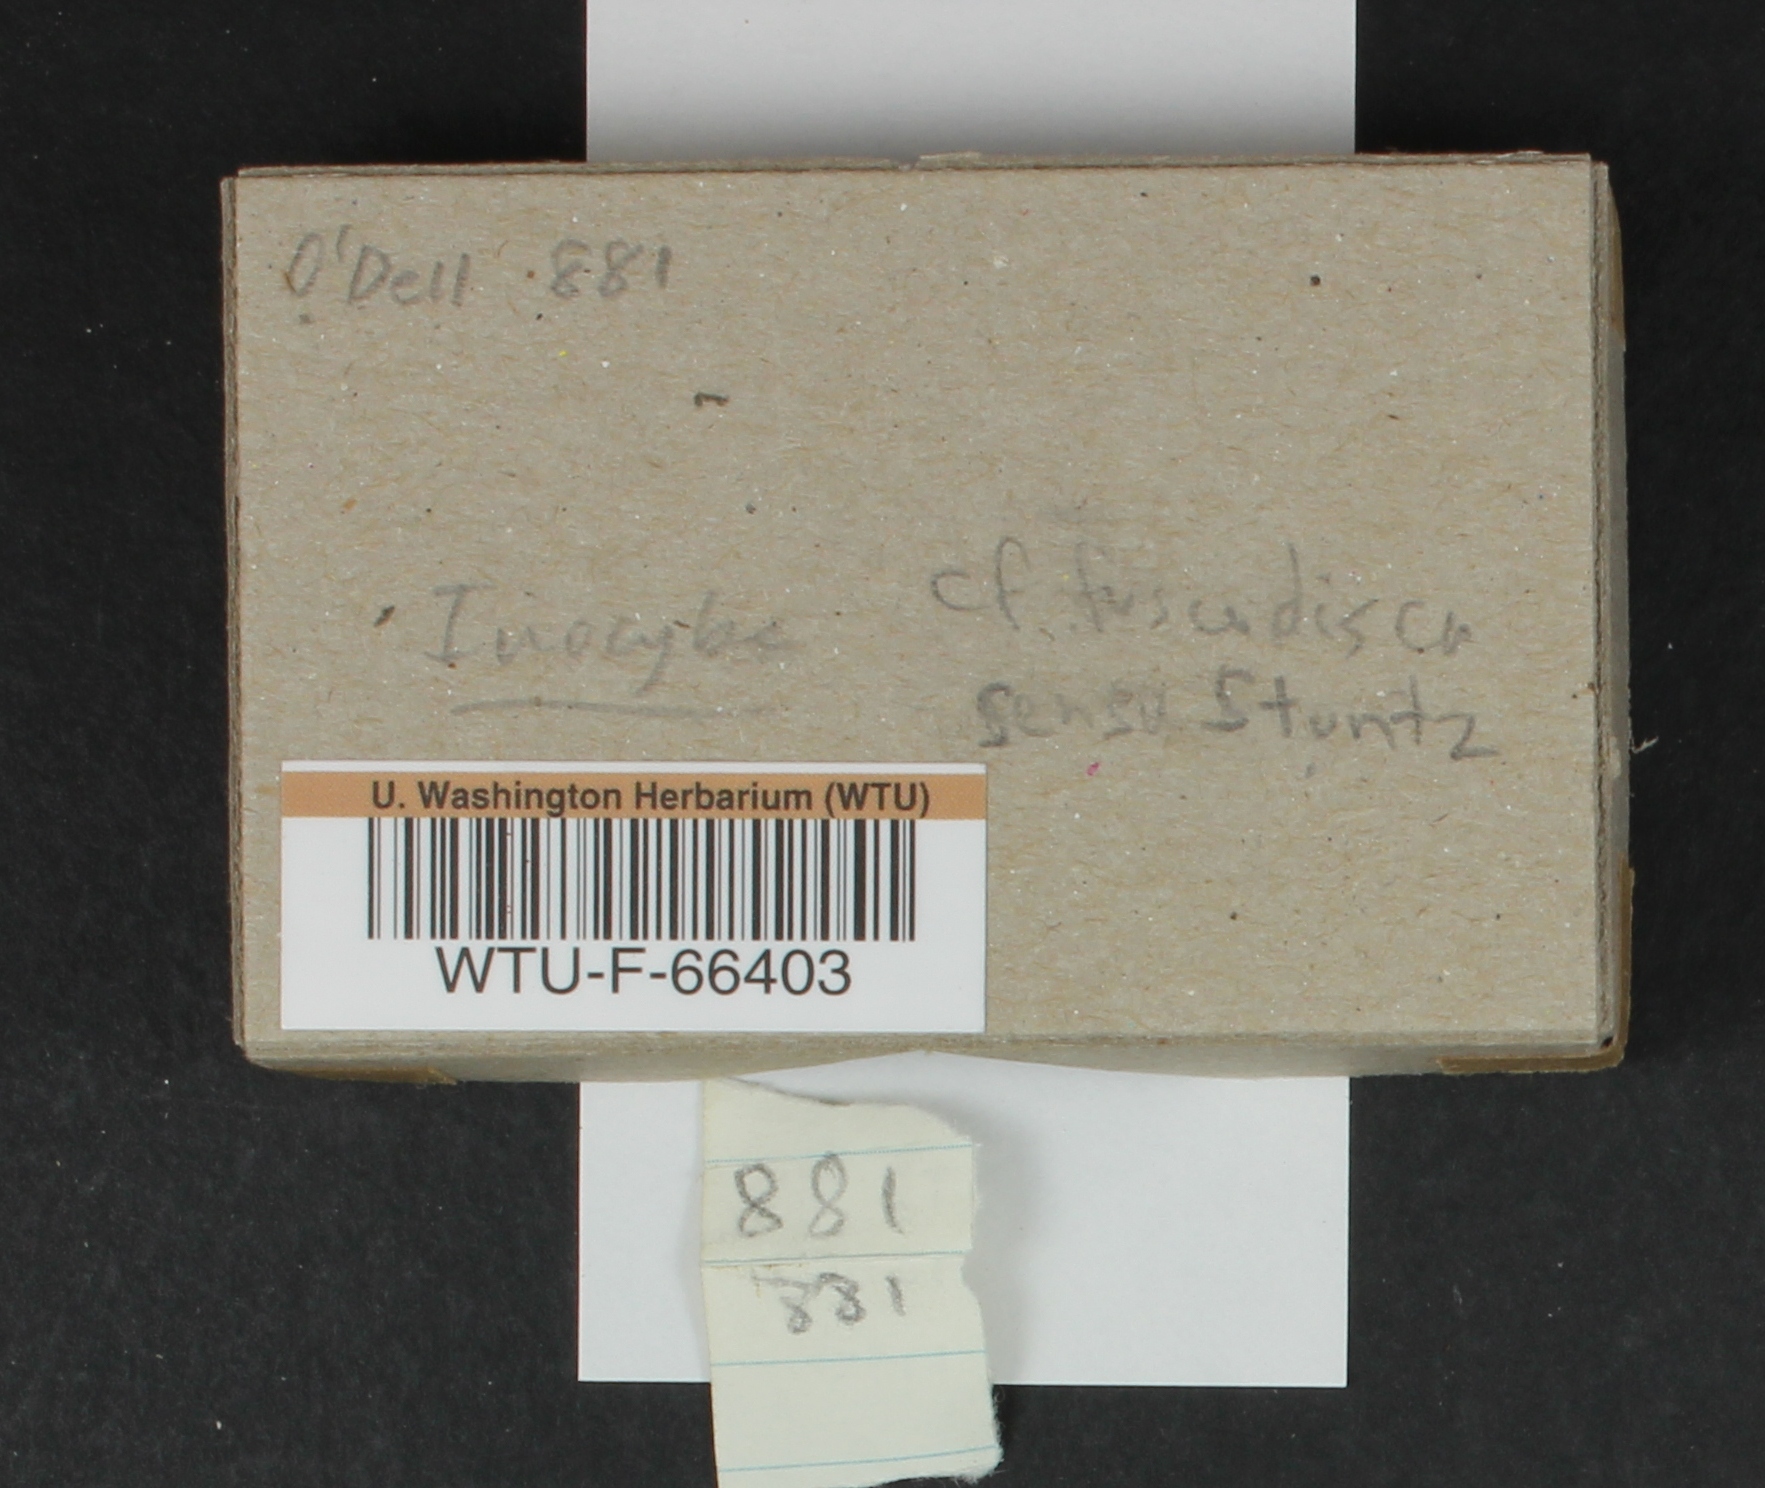 O'Dell 881
Inocybe cf fuscodisca
sensu Stuntz
U. Washington Herbarium (WTU)
WTU-F-66403
881
881